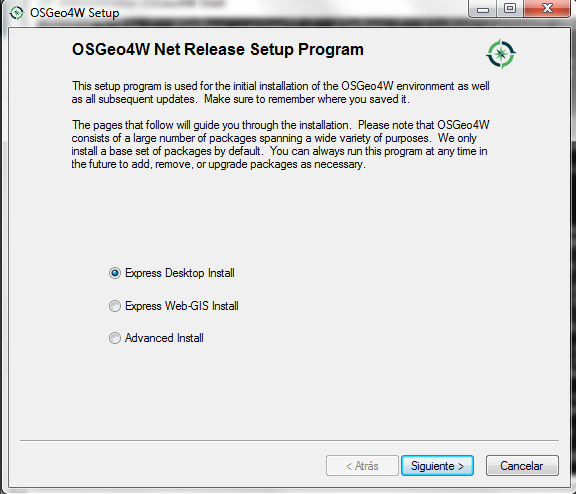 OSGeo4W Setup
OSGeo4W Net Release Setup Program
This setup program is used for the initial installation of the OSGeo4W environment as well
as all subsequent updates.  Make sure to remember where you saved it.
The pages that follow will guide you through the installation.  Please note that OSGeo4W
consists of a large number of packages spanning a wide variety of purposes.  We only
install a base set of packages by default.  You can always run this program at any time in
the future to add, remove, or upgrade packages as necessary.
Express Desktop Install
Express Web-GIS Install
Advanced Install
< Atrás
Siguiente >
Cancelar